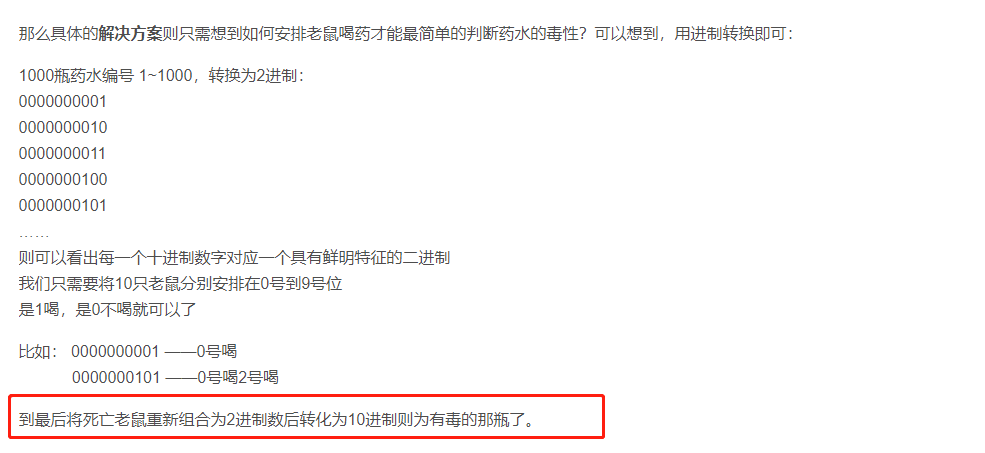 那么具体的解决方案则只需想到如何安排老鼠喝药才能最简单的判断药水的毒性？可以想到，用进制转换即可：
1000瓶药水编号 1~1000，转换为2进制：
0000000001
0000000010
0000000011
0000000100
0000000101
……
则可以看出每一个十进制数字对应一个具有鲜明特征的二进制
我们只需要将10只老鼠分别安排在0号到9号位
是1喝，是0不喝就可以了
比如： 0000000001 ——0号喝
0000000101 ——0号喝2号喝
到最后将死亡老鼠重新组合为2进制数后转化为10进制则为有毒的那瓶了。